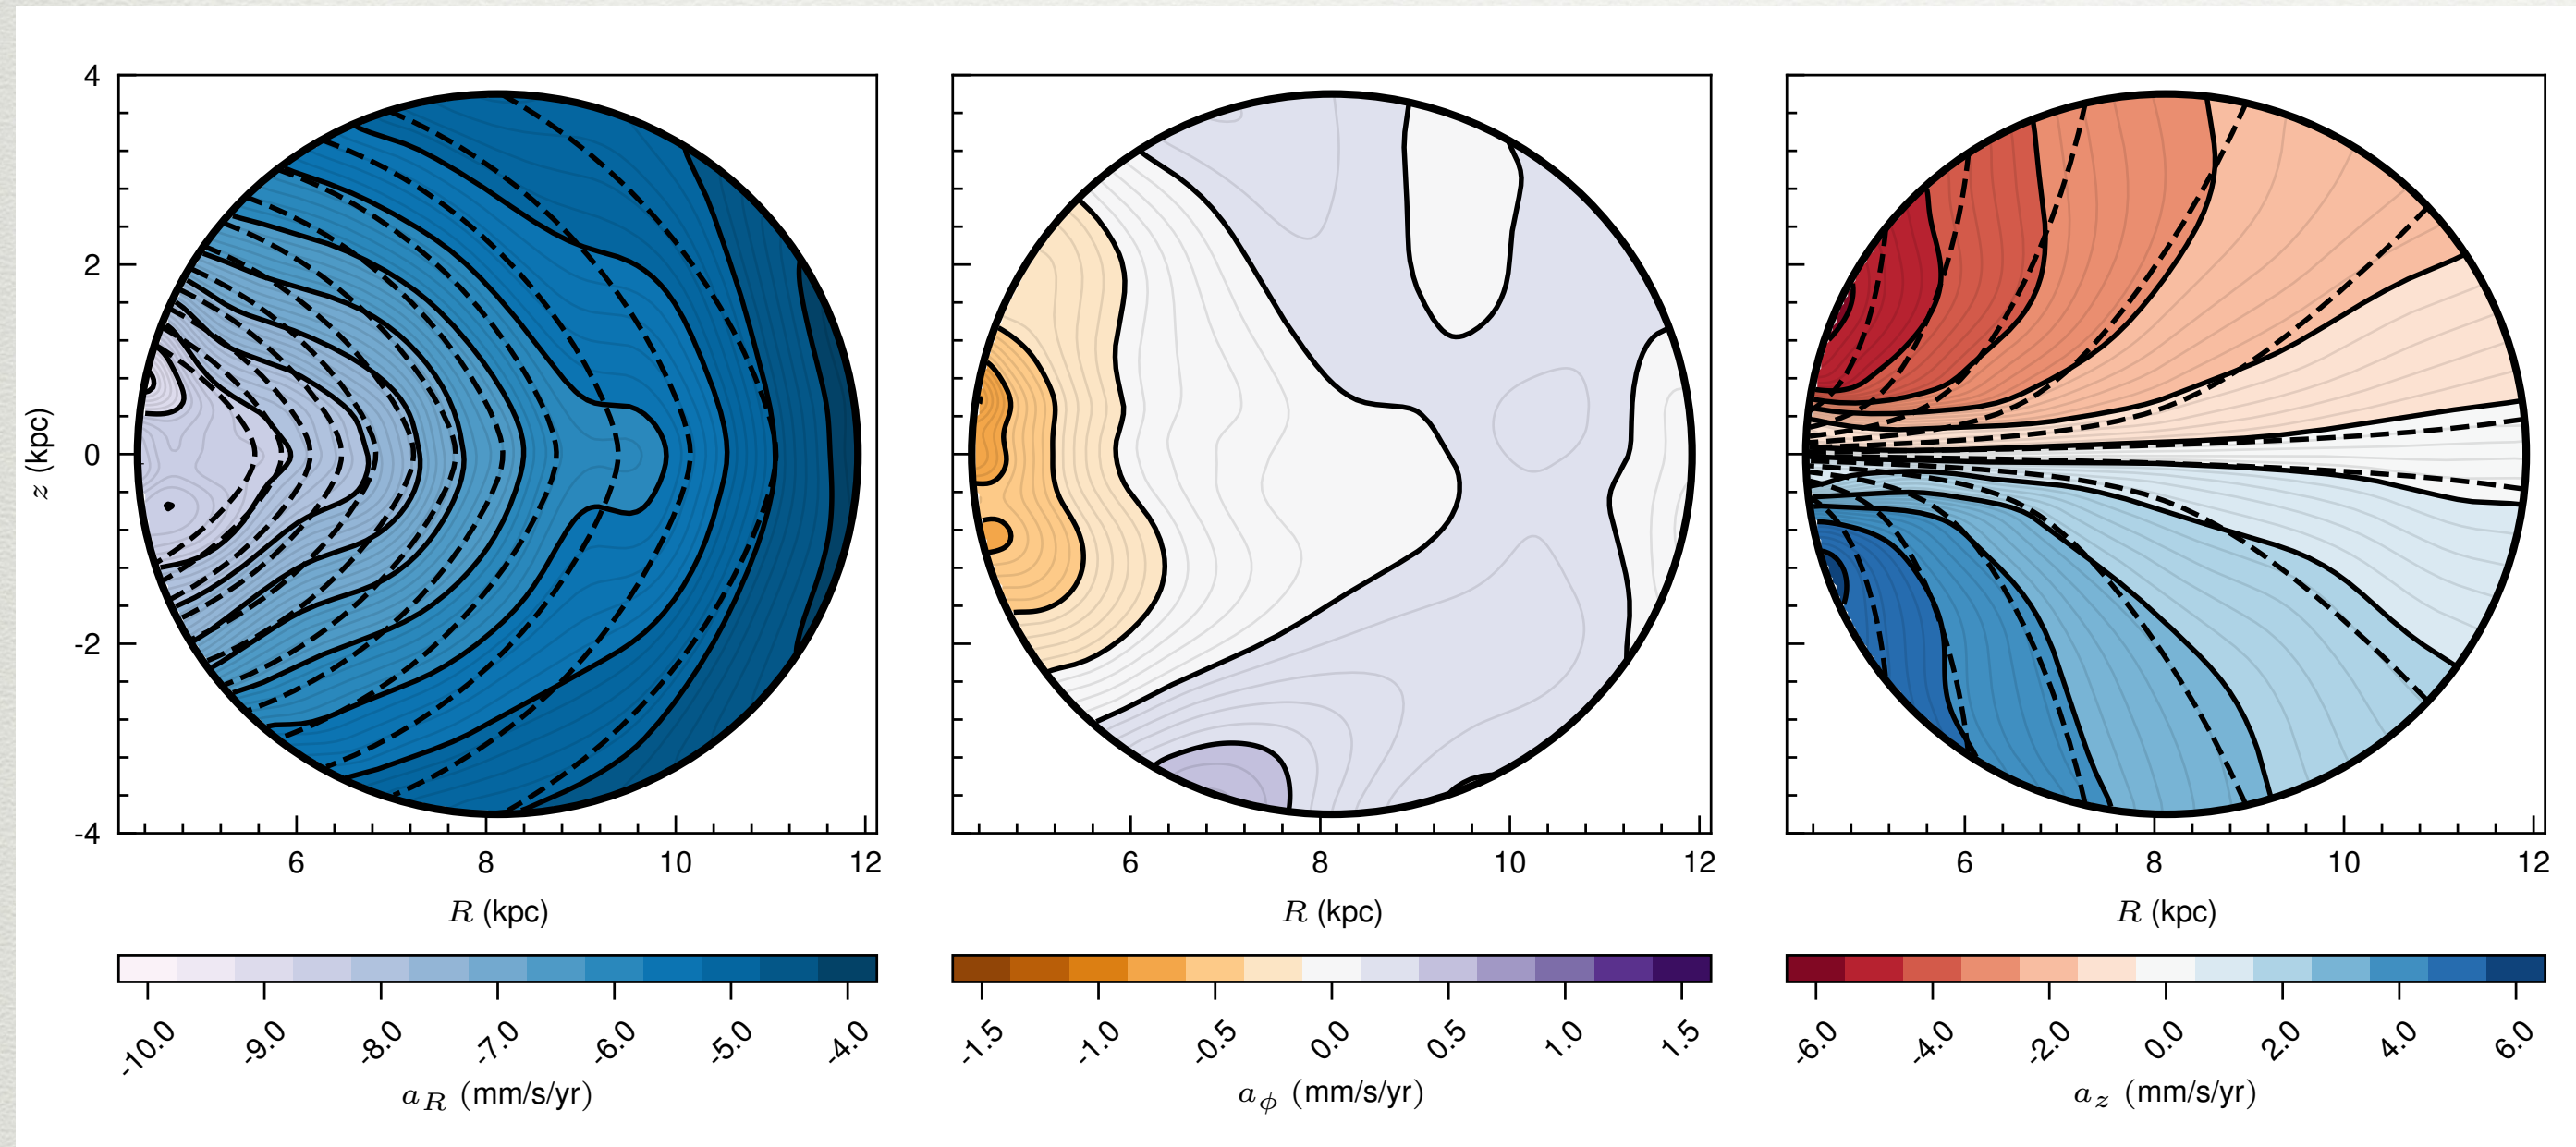 4
2
0
-2
-4
z (kpc)
6 8 10 12
6 8 10 12
6 8 10 12
R (kpc)
R (kpc)
R (kpc)
-10.0 -9.0 -8.0 -7.0 -6.0 -5.0 -4.0
-1.5 -1.0 -0.5 0.0 0.5 1.0 1.5
-6.0 -4.0 -2.0 0.0 2.0 4.0 6.0
a_R (mm/s/yr)
a_ϕ (mm/s/yr)
a_z (mm/s/yr)